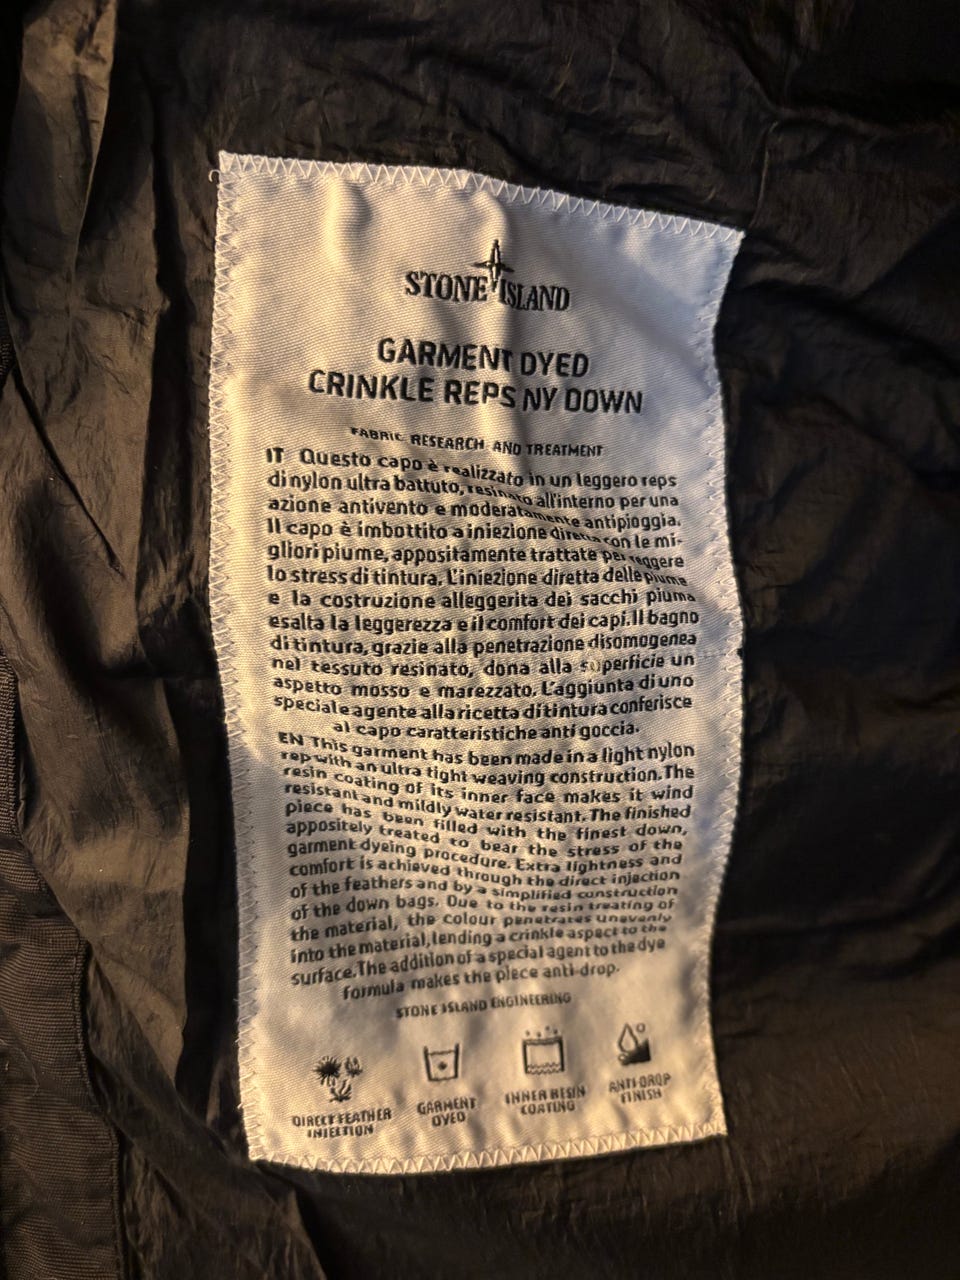 STONE ISLAND
GARMENT DYED
CRINKLE REPS NY DOWN
FABRIC RESEARCH AND TREATMENT
IT Questo capo è realizzato in un leggero reps
di nylon ultra battuto, resinato all'interno per una
azione antivento e moderatamente antipioggia.
Il capo è imbottito a iniezione diretta con le mi-
gliori piume, appositamente trattate per reggere
lo stress di tintura. L'iniezione diretta delle piume
e la costruzione alleggerita dei sacchi piuma
esalta la leggerezza e il comfort dei capi. Il bagno
di tintura, grazie alla penetrazione disomogenea
nel tessuto resinato, dona alla superficie un
aspetto mosso e marezzato. L'aggiunta di uno
speciale agente alla ricetta di tintura conferisce
al capo caratteristiche anti goccia.
EN This garment has been made in a light nylon
rep with an ultra tight weaving construction. The
resin coating of its inner face makes it wind
resistant and mildly water resistant. The finished
piece has been filled with the finest down,
appositely treated to bear the stress of the
garment dyeing procedure. Extra lightness and
comfort is achieved through the direct injection
of the feathers and by a simplified construction
of the down bags. Due to the resin treating of
the material, the colour penetrates unevenly
into the material, lending a crinkle aspect to the
surface. The addition of a special agent to the dye
formula makes the piece anti-drop.
STONE ISLAND ENGINEERING
DIRECT FEATHER
INJECTION
GARMENT
DYED
INNER RESIN
COATING
ANTI-DROP
FINISH